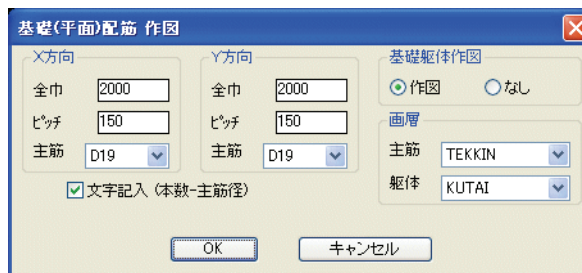 基礎(平面)配筋 作図
X方向
全巾 2000
ピッチ 150
主筋 D19
Y方向
全巾 2000
ピッチ 150
主筋 D19
文字記入 (本数-主筋径)
基礎躯体作図
作図 なし
画層
主筋 TEKKIN
躯体 KUTAI
OK キャンセル